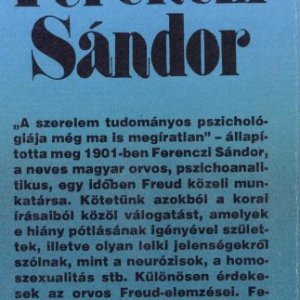 Ferenczi
Sándor
„A szerelem tudományos pszicholó-
giája még ma is megíratlan” – állapí-
totta meg 1901-ben Ferenczi Sándor,
a neves magyar orvos, pszichoanali-
tikus, egy időben Freud közeli mun-
katársa. Kötetünk azokból a korai
írásaiból közöl válogatást, amelyek
e hiány pótlásának igényével szület-
tek, illetve olyan lelki jelenségekről
szólnak, mint a neurózisok, a homo-
szexualitás stb. Különösen érdeke-
sek az orvos Freud-elemzései. Fe-